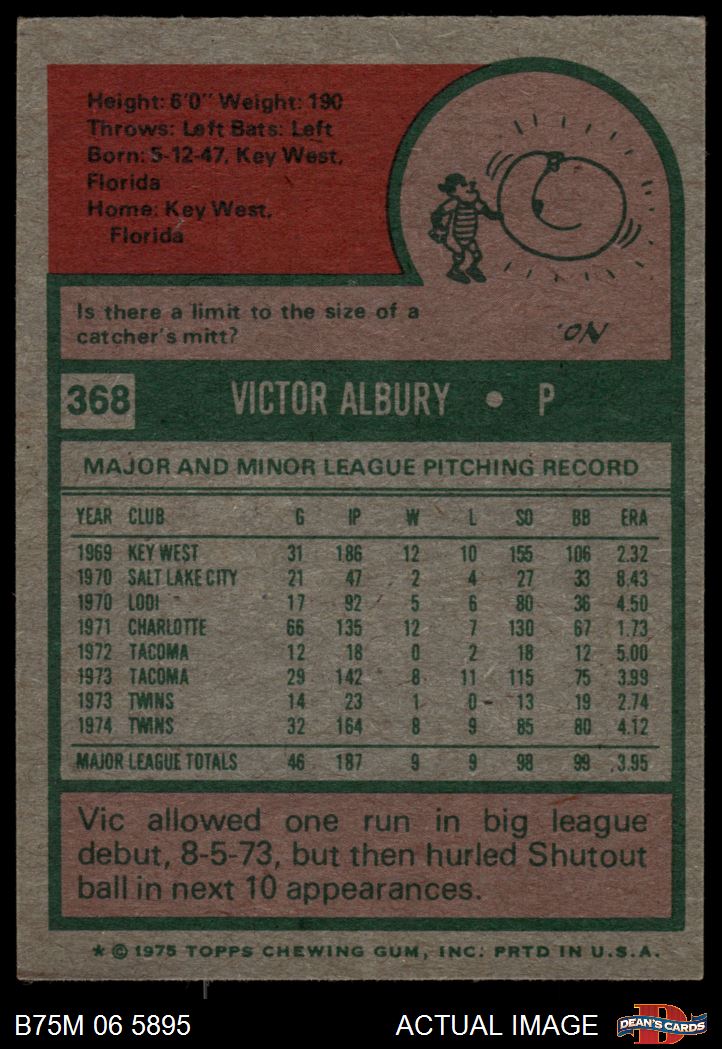 Height: 6'0" Weight: 190
Throws: Left Bats: Left
Born: 5-12-47, Key West,
Florida
Home: Key West,
Florida
Is there a limit to the size of a
catcher's mitt?
NO.
368 VICTOR ALBURY • P
MAJOR AND MINOR LEAGUE PITCHING RECORD
YEAR CLUB G IP W L SO BB ERA
1969 KEY WEST 31 186 12 10 155 106 2.32
1970 SALT LAKE CITY 21 47 2 4 27 33 8.43
1970 LODI 17 92 5 6 80 36 4.50
1971 CHARLOTTE 66 135 12 7 130 67 1.73
1972 TACOMA 12 18 0 2 18 12 5.00
1973 TACOMA 29 142 8 11 115 75 3.99
1973 TWINS 14 23 1 0 13 19 2.74
1974 TWINS 32 164 8 9 85 80 4.12
MAJOR LEAGUE TOTALS 46 187 9 9 98 99 3.95
Vic allowed one run in big league
debut, 8-5-73, but then hurled Shutout
ball in next 10 appearances.
* © 1975 TOPPS CHEWING GUM, INC. PRTD IN U.S.A.
B75M 06 5895 ACTUAL IMAGE D DEAN'S CARDS